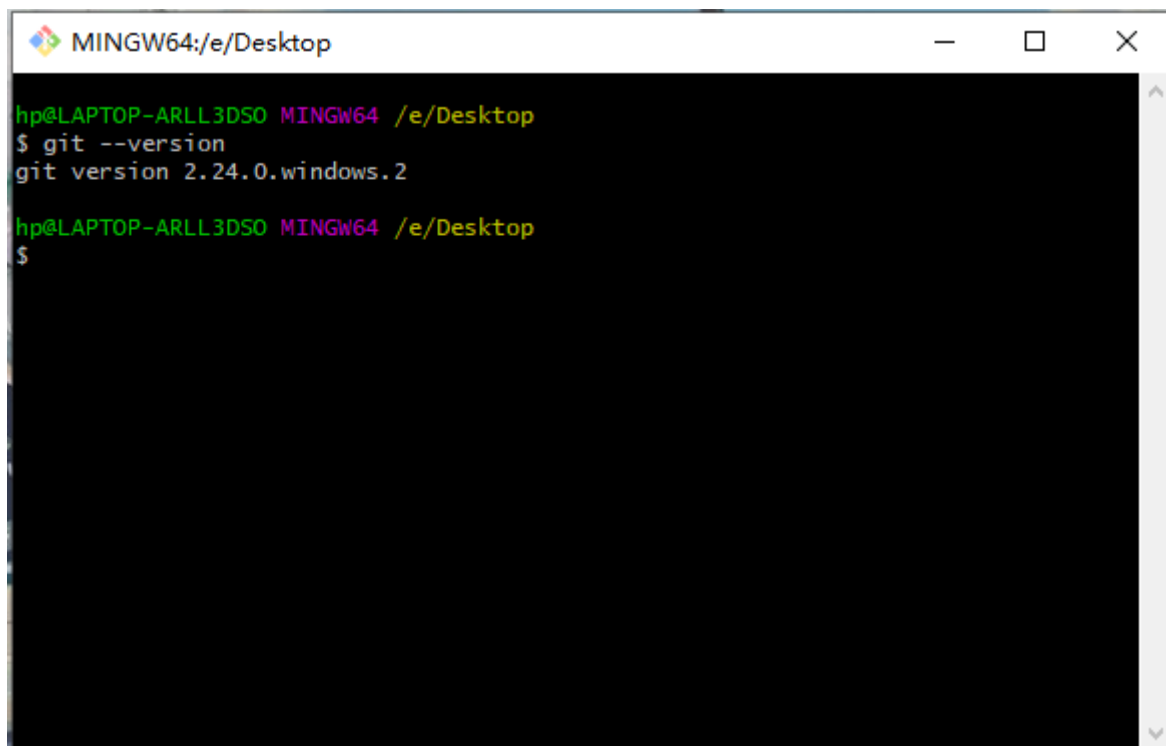 MINGW64:/e/Desktop
hp@LAPTOP-ARLL3DSO MINGW64 /e/Desktop
$ git --version
git version 2.24.0.windows.2
hp@LAPTOP-ARLL3DSO MINGW64 /e/Desktop
$